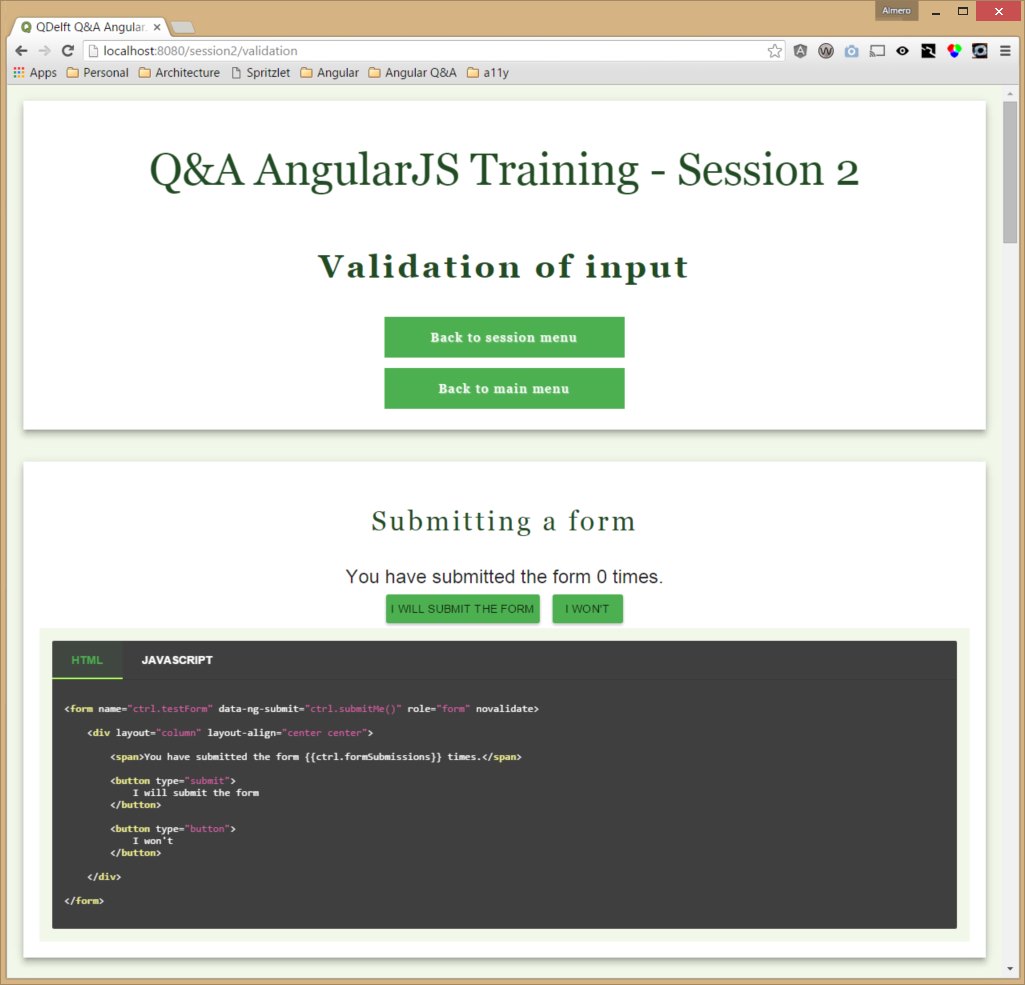 Almero
QDelft Q&A Angular
localhost:8080/session2/validation
Apps Personal Architecture Spritzlet Angular Angular Q&A a11y
Q&A AngularJS Training - Session 2
Validation of input
Back to session menu
Back to main menu
Submitting a form
You have submitted the form 0 times.
I WILL SUBMIT THE FORM I WON'T
HTML JAVASCRIPT
<form name="ctrl.testForm" data-ng-submit="ctrl.submitMe()" role="form" novalidate>
<div layout="column" layout-align="center center">
<span>You have submitted the form {{ctrl.formSubmissions}} times.</span>
<button type="submit">
I will submit the form
</button>
<button type="button">
I won't
</button>
</div>
</form>